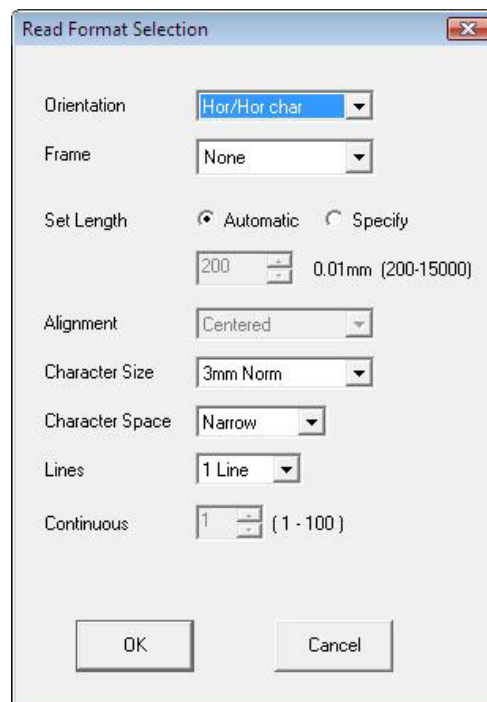 Read Format Selection
Orientation Hor/Hor char
Frame None
Set Length Automatic Specify
200 0.01mm (200-15000)
Alignment Centered
Character Size 3mm Norm
Character Space Narrow
Lines 1 Line
Continuous 1 ( 1 - 100 )
OK Cancel